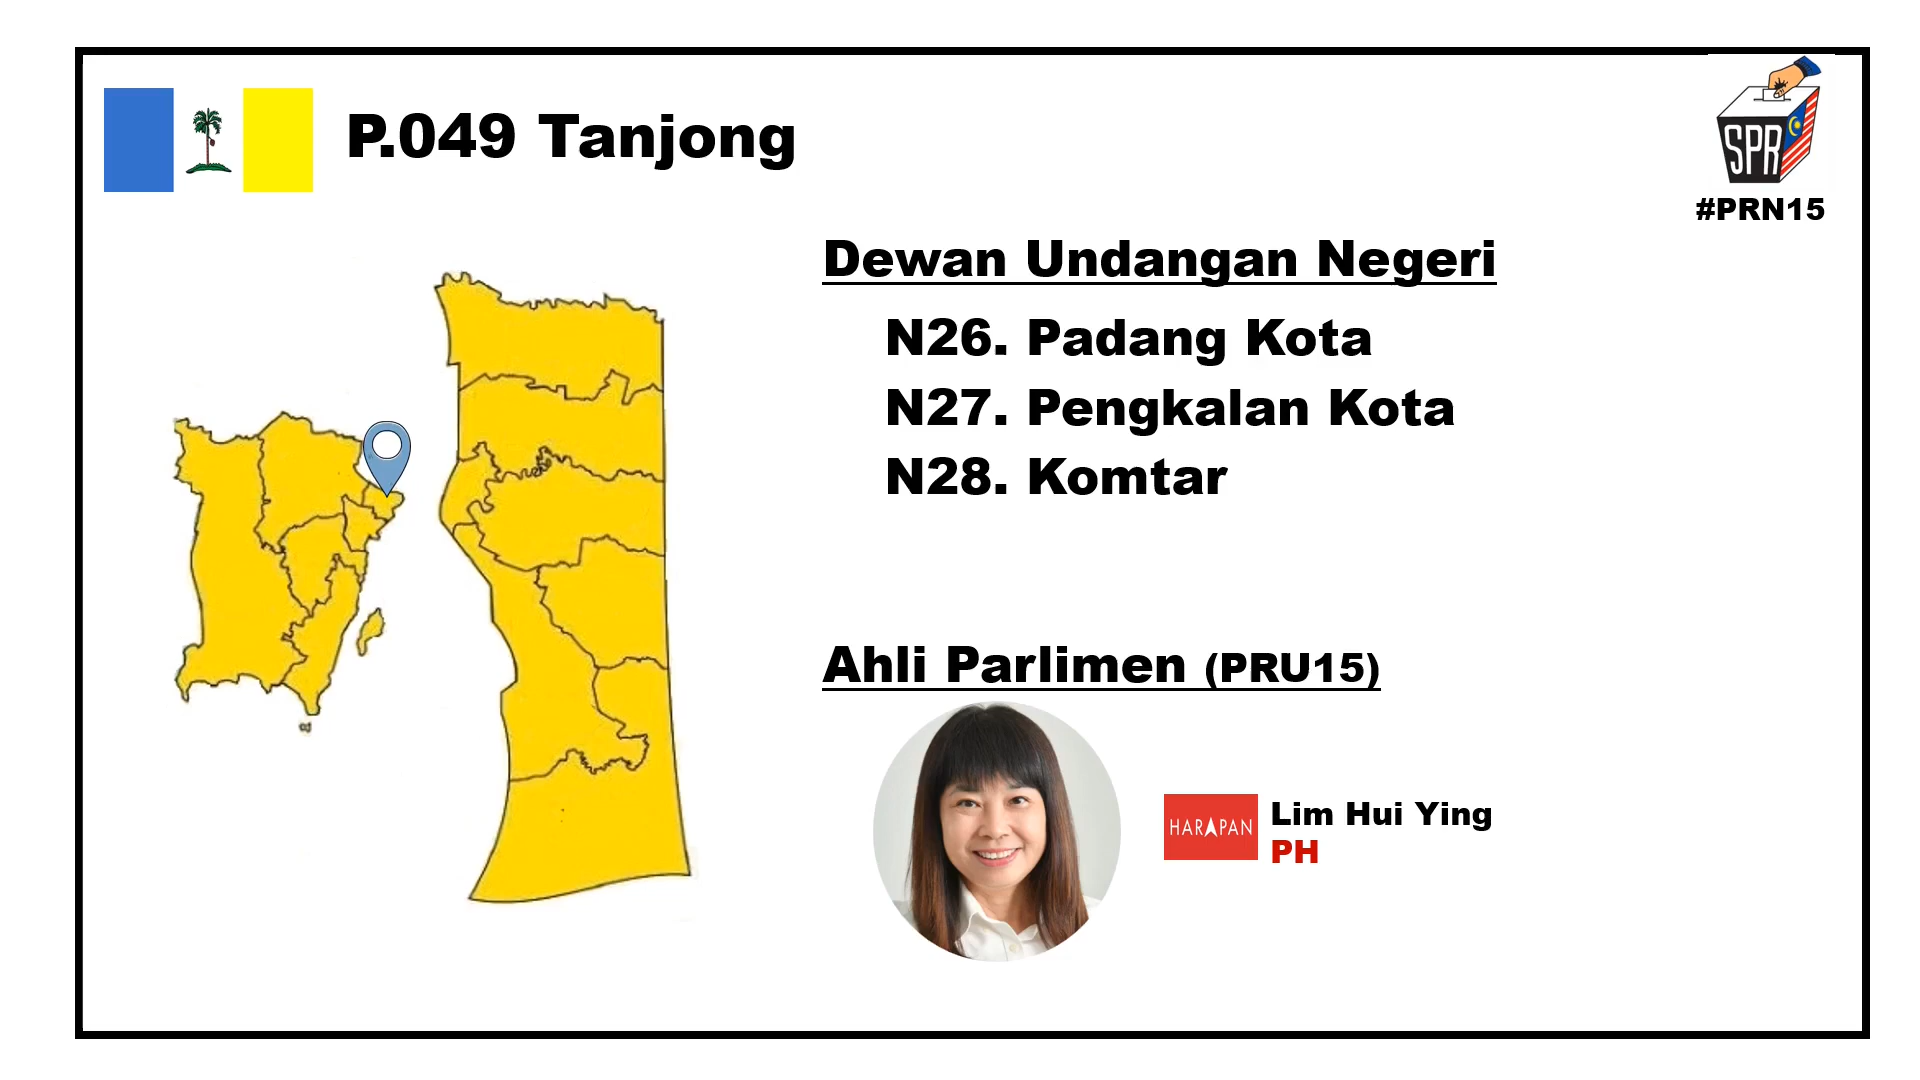 P.049 Tanjong
SPR
#PRN15
Dewan Undangan Negeri
N26. Padang Kota
N27. Pengkalan Kota
N28. Komtar
Ahli Parlimen (PRU15)
HARAPAN
Lim Hui Ying
PH